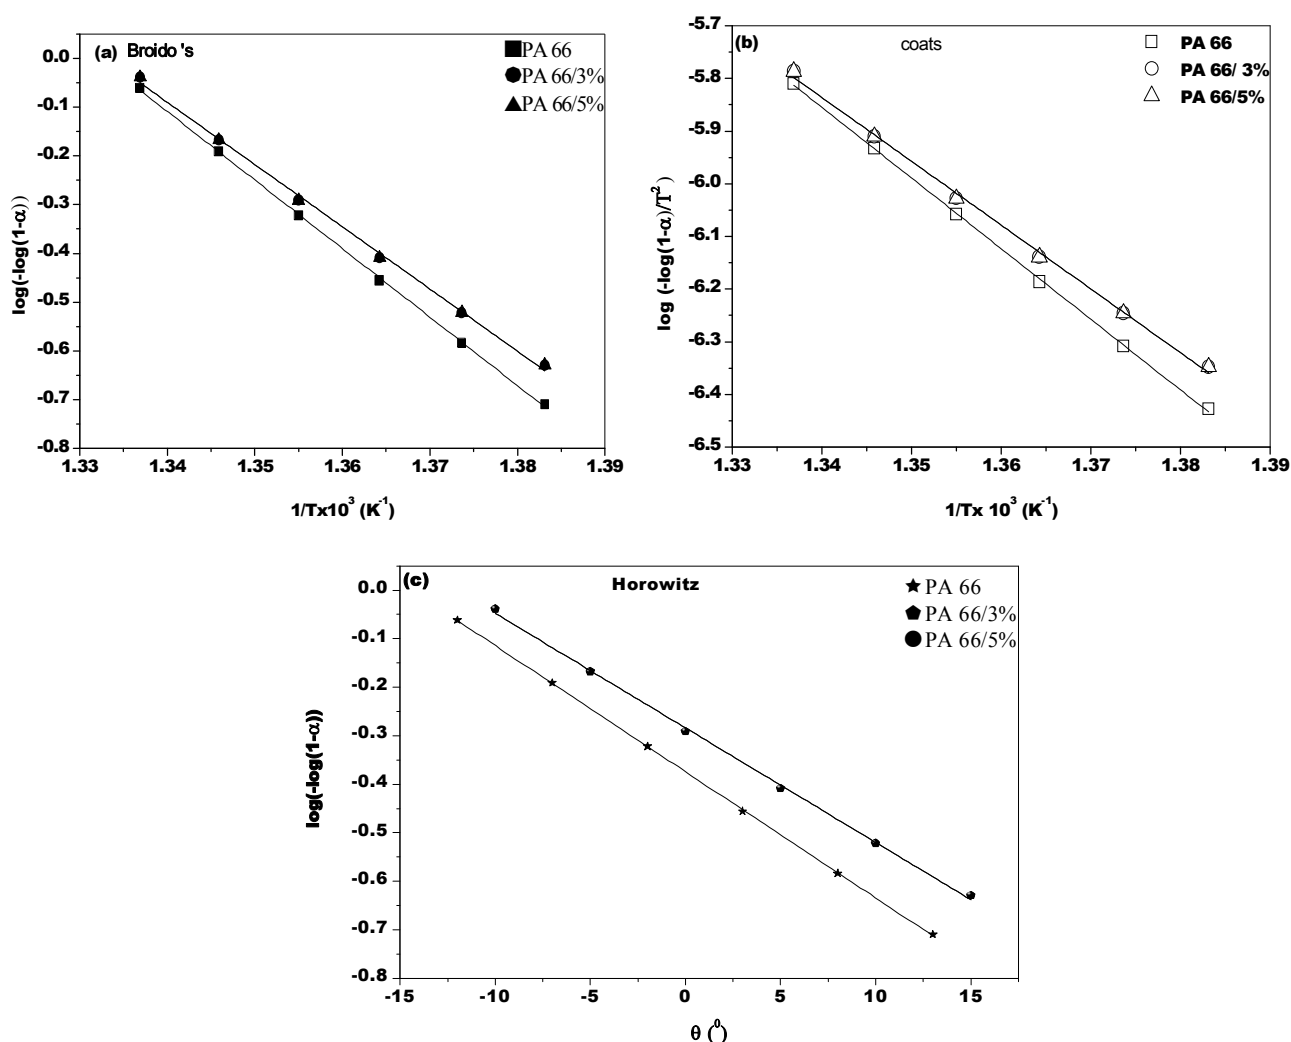 (a) Broido 's
PA 66
PA 66/3%
PA 66/5%
0.0
-0.1
-0.2
-0.3
-0.4
-0.5
-0.6
-0.7
-0.8
log(-log(1-α))
1.33 1.34 1.35 1.36 1.37 1.38 1.39
1/Tx10³ (K⁻¹)
(b) coats
PA 66
PA 66/ 3%
PA 66/5%
-5.7
-5.8
-5.9
-6.0
-6.1
-6.2
-6.3
-6.4
-6.5
log (-log(1-α)/T²)
1.33 1.34 1.35 1.36 1.37 1.38 1.39
1/Tx 10³ (K⁻¹)
(c) Horowitz
PA 66
PA 66/3%
PA 66/5%
0.0
-0.1
-0.2
-0.3
-0.4
-0.5
-0.6
-0.7
-0.8
log(-log(1-α))
-15 -10 -5 0 5 10 15
θ (⁰)